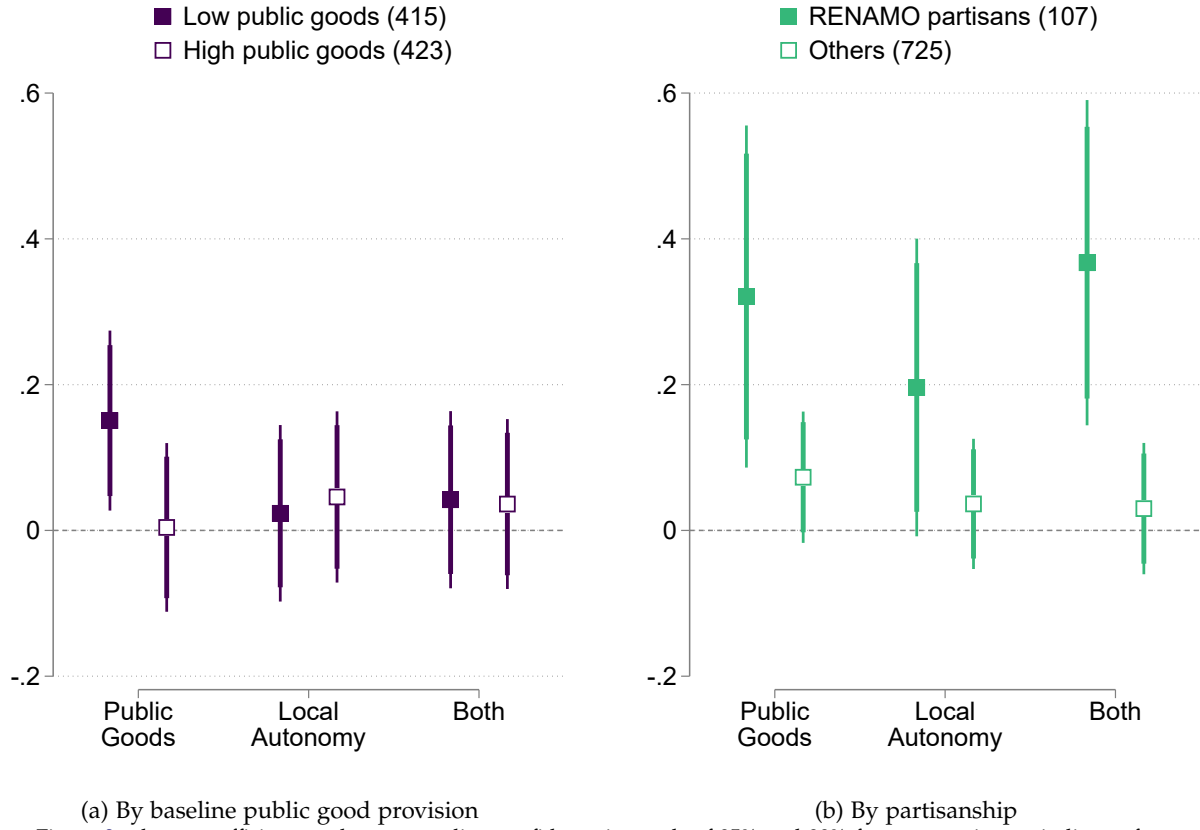 Low public goods (415)
High public goods (423)
.6
.4
.2
0
-.2
Public
Goods
Local
Autonomy
Both
(a) By baseline public good provision
RENAMO partisans (107)
Others (725)
.6
.4
.2
0
-.2
Public
Goods
Local
Autonomy
Both
(b) By partisanship